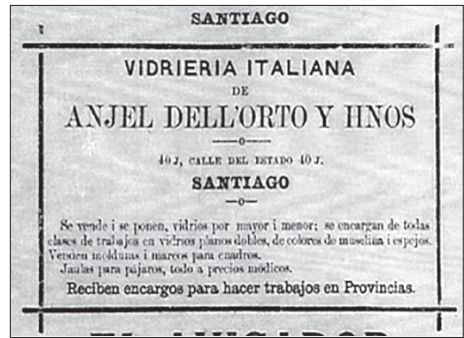 SANTIAGO
VIDRIERIA ITALIANA
DE
ANJEL DELL'ORTO Y HNOS
40 J, CALLE DEL ESTADO 40 J.
SANTIAGO
Se vende i se ponen, vidrios por mayor i menor; se encargan de todas
clases de trabajos en vidrios planos dobles, de colores de muselina i espejos.
Venden molduras i marcos para cuadros.
Jaulas para pájaros, todo a precios módicos.
Reciben encargos para hacer trabajos en Provincias.